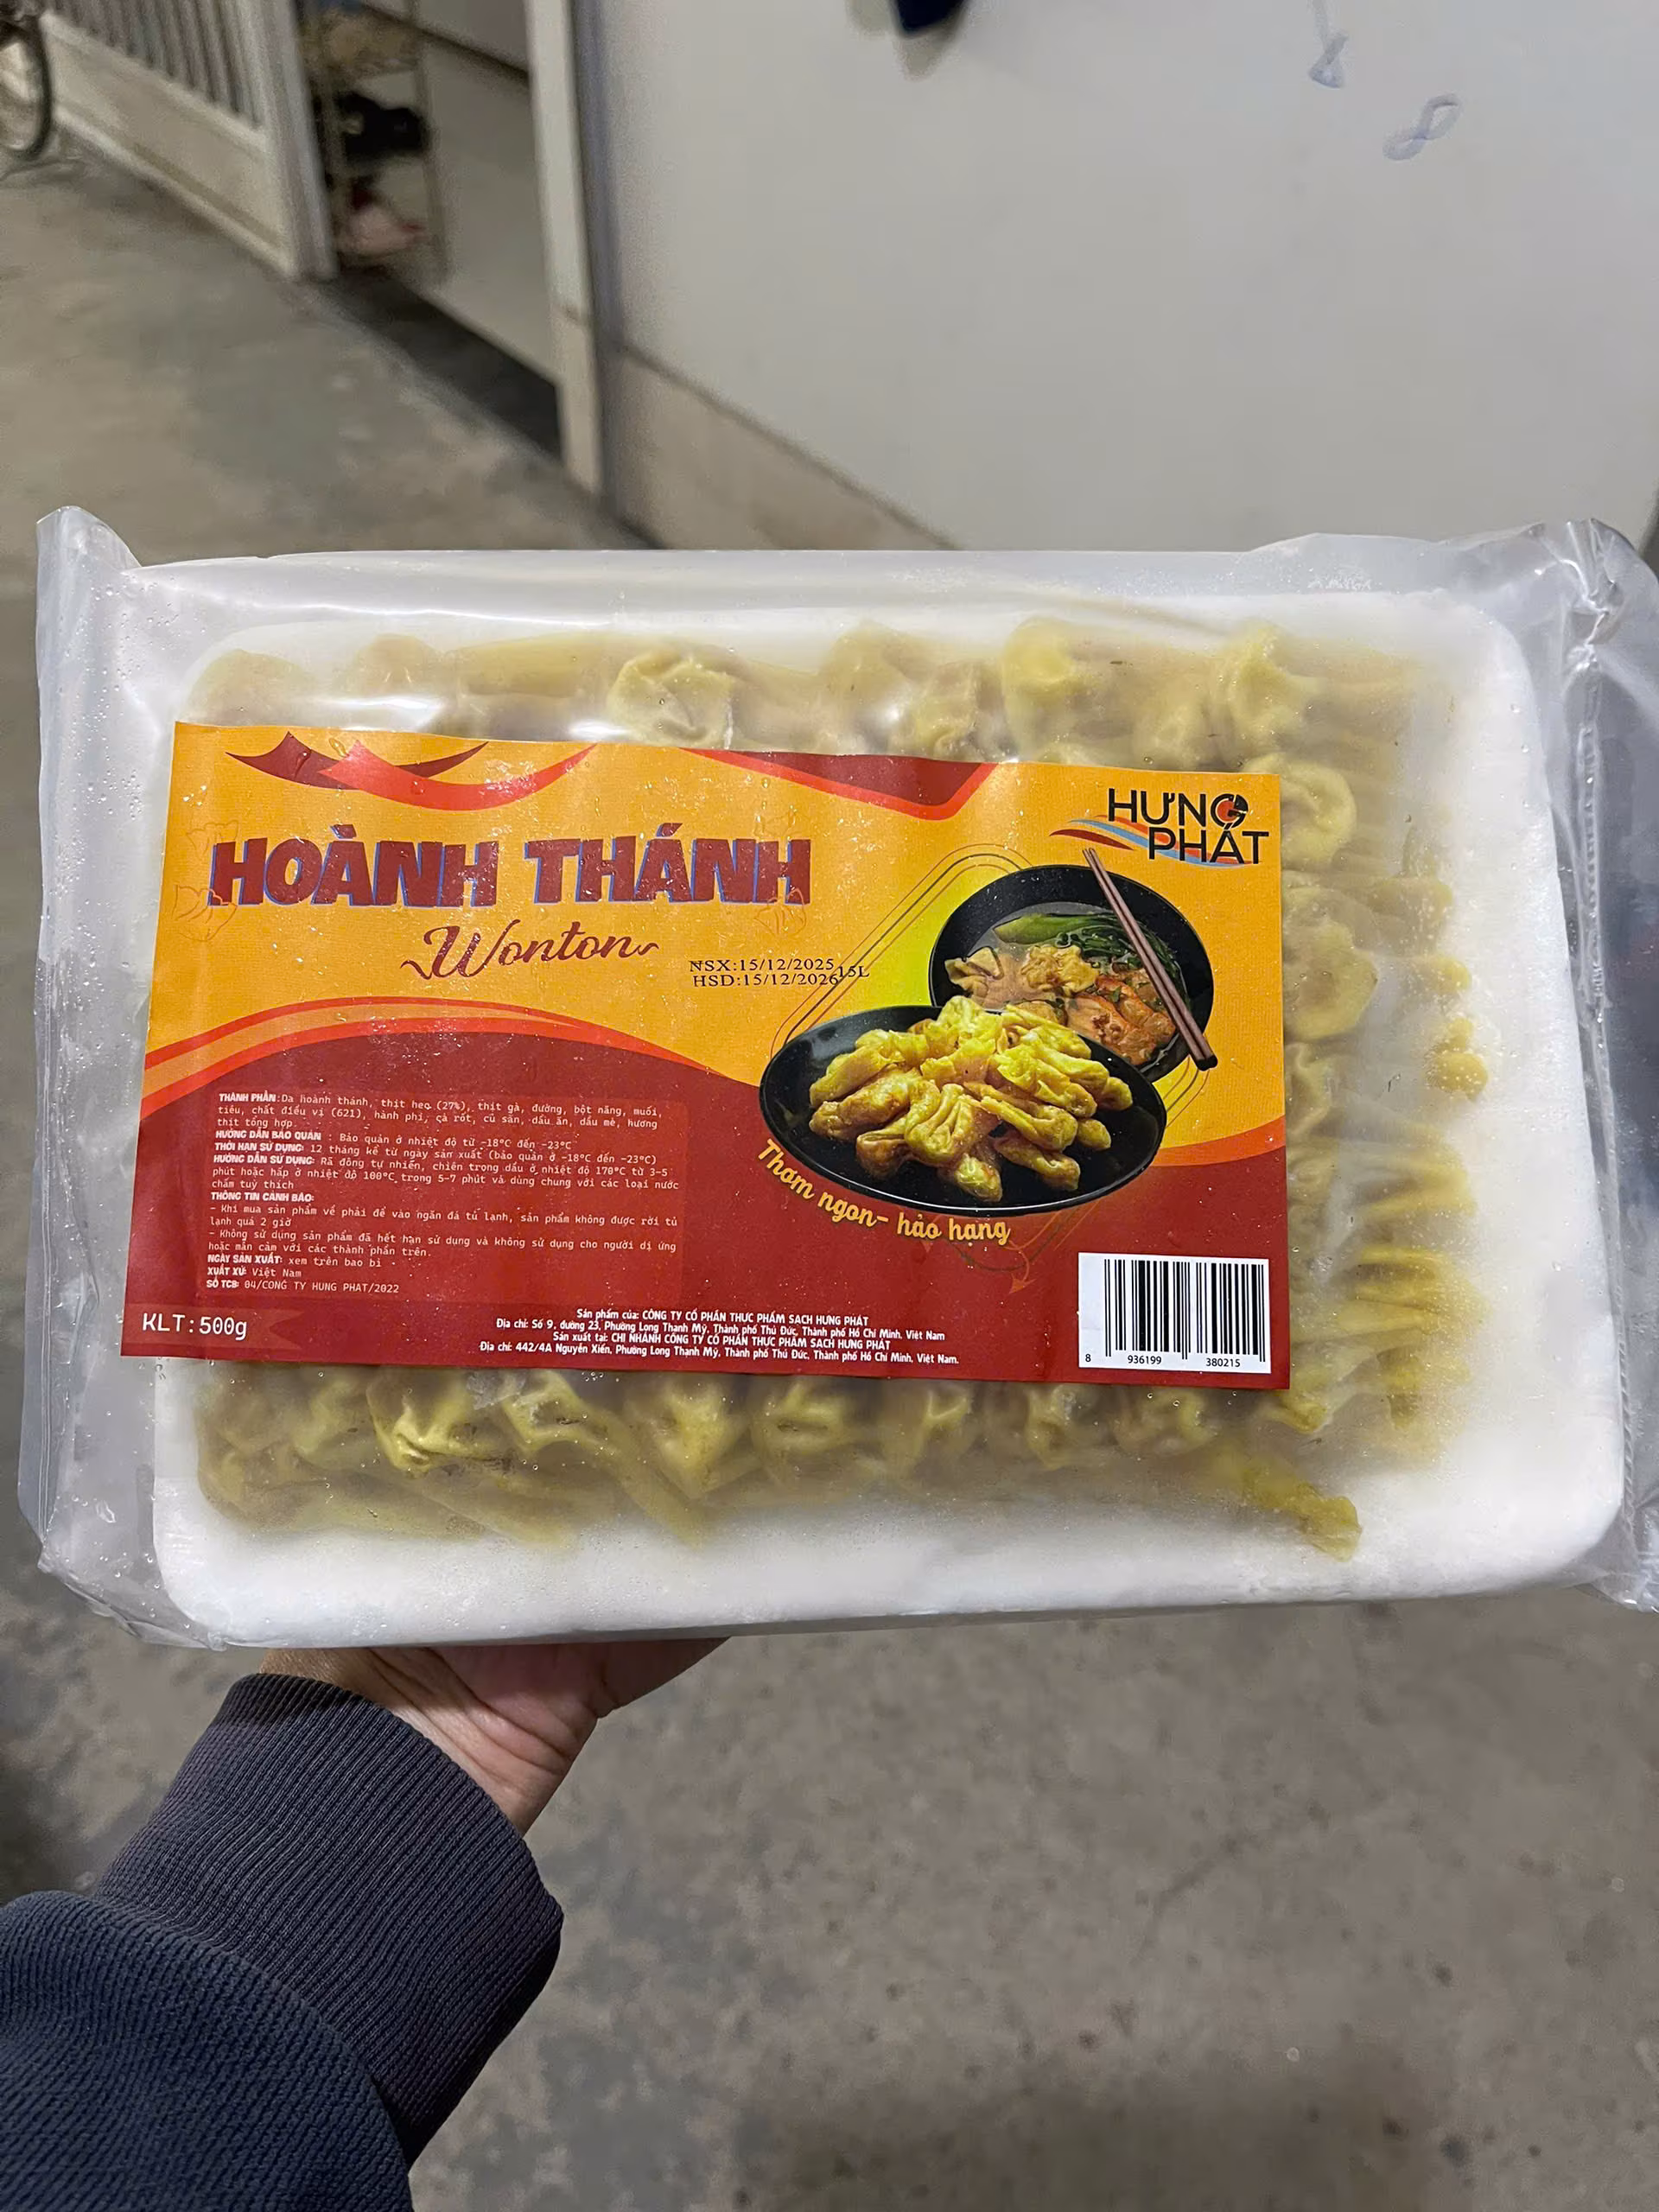 HOÀNH THÁNH
Wonton
HƯNG
PHÁT
NSX:15/12/2025
HSD:15/12/2026 15L
THÀNH PHẦN: Da hoành thánh, thịt heo (27%), thịt gà, đường, bột năng, muối,
tiêu, chất điều vị (621), hành phi, cà rốt, củ sắn, dầu ăn, dầu mè, hương
thịt tổng hợp
HƯỚNG DẪN BẢO QUẢN : Bảo quản ở nhiệt độ từ -18°C đến -23°C
THỜI HẠN SỬ DỤNG: 12 tháng kể từ ngày sản xuất (bảo quản ở -18°C đến -23°C)
HƯỚNG DẪN SỬ DỤNG: Rã đông tự nhiên, chiên trong dầu ở nhiệt độ 170°C từ 3-5
phút hoặc hấp ở nhiệt độ 100°C trong 5-7 phút và dùng chung với các loại nước
chấm tuỳ thích
THÔNG TIN CẢNH BÁO:
- Khi mua sản phẩm về phải để vào ngăn đá tủ lạnh, sản phẩm không được rời tủ
lạnh quá 2 giờ
- Không sử dụng sản phẩm đã hết hạn sử dụng và không sử dụng cho người dị ứng
hoặc mẫn cảm với các thành phần trên.
NGÀY SẢN XUẤT: xem trên bao bì
XUẤT XỨ: Việt Nam
SỐ TCB: 04/CONG TY HUNG PHAT/2022
Thơm ngon- hảo hạng
KLT:500g
Sản phẩm của: CÔNG TY CỔ PHẦN THỰC PHẨM SẠCH HƯNG PHÁT
Địa chỉ: Số 9, đường 23, Phường Long Thạnh Mỹ, Thành phố Thủ Đức, Thành phố Hồ Chí Minh, Việt Nam
Sản xuất tại: CHI NHÁNH CÔNG TY CỔ PHẦN THỰC PHẨM SẠCH HƯNG PHÁT
Địa chỉ: 442/4A Nguyễn Xiển, Phường Long Thạnh Mỹ, Thành phố Thủ Đức, Thành phố Hồ Chí Minh, Việt Nam.
8 936199 380215